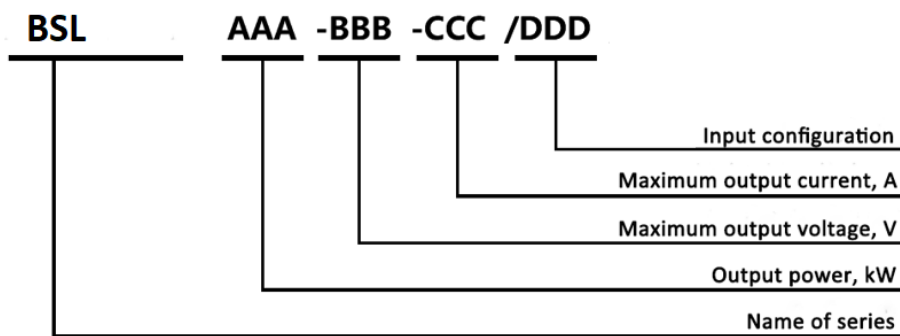 BSL AAA -BBB -CCC /DDD
Input configuration
Maximum output current, A
Maximum output voltage, V
Output power, kW
Name of series